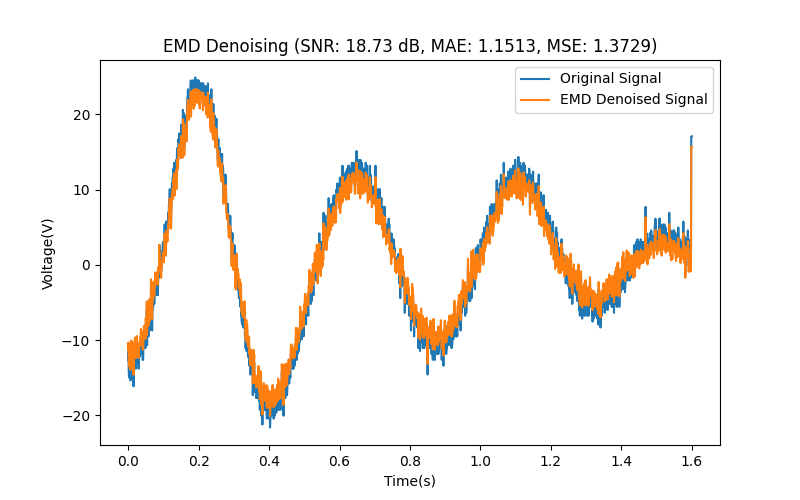 EMD Denoising (SNR: 18.73 dB, MAE: 1.1513, MSE: 1.3729)
Original Signal
EMD Denoised Signal
20
10
0
−10
−20
Voltage(V)
0.0 0.2 0.4 0.6 0.8 1.0 1.2 1.4 1.6
Time(s)